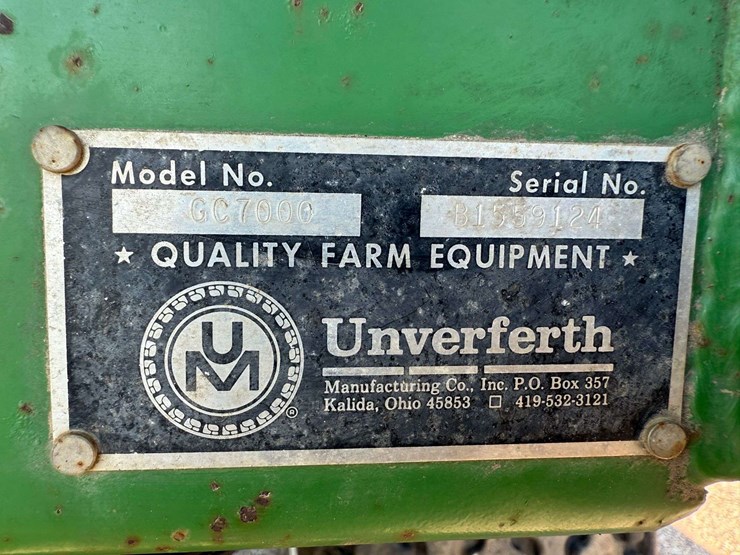 Model No. Serial No.
GC7000 B1559124
★ QUALITY FARM EQUIPMENT ★
UM
Unverferth
®
Manufacturing Co., Inc. P.O. Box 357
Kalida, Ohio 45853 □ 419-532-3121